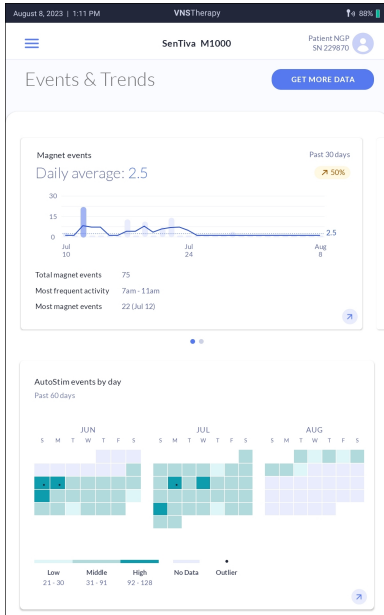 August 8, 2023 | 1:11 PM VNSTherapy 88%
SenTiva M1000
Patient NGP
SN 229870
Events & Trends
GET MORE DATA
Magnet events Past 30 days
Daily average: 2.5 50%
30
15
0
2.5
Jul Jul Aug
10 24 8
Total magnet events 75
Most frequent activity 7am - 11am
Most magnet events 22 (Jul 12)
AutoStim events by day
Past 60 days
JUN JUL AUG
S M T W T F S S M T W T F S S M T W T F S
Low Middle High No Data Outlier
21 - 30 31 - 91 92 - 128